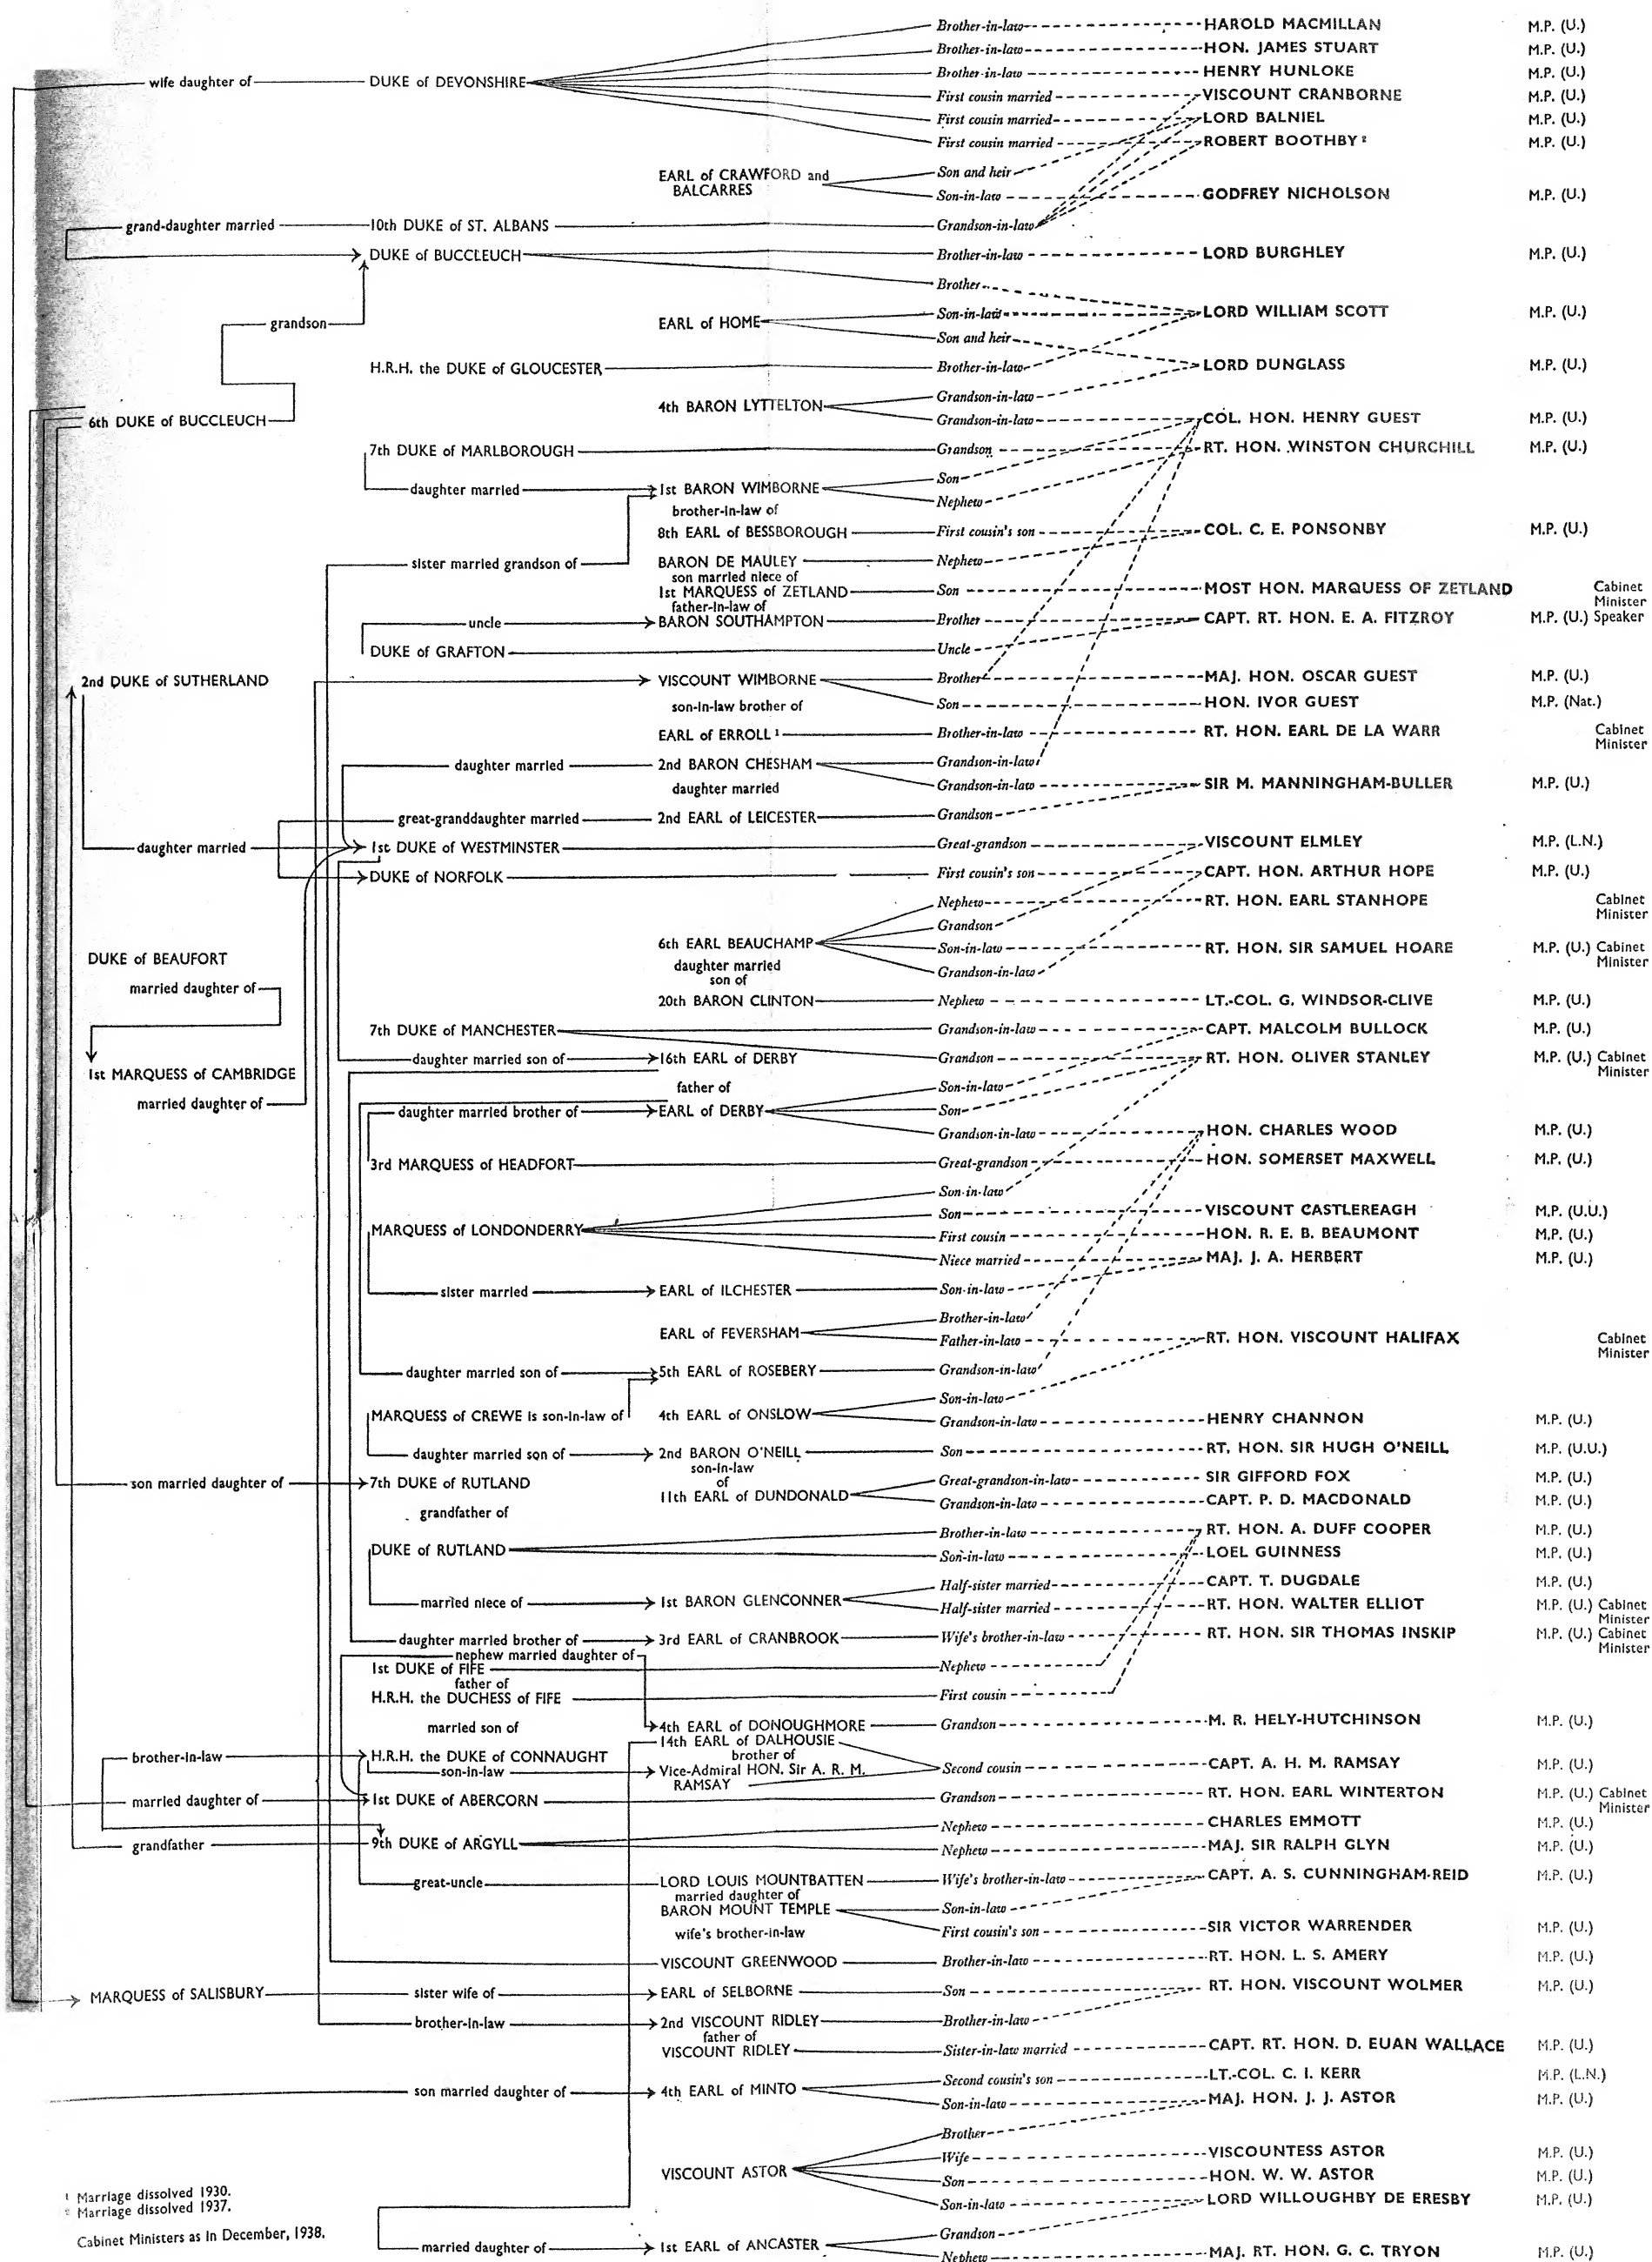 Brother-in-law HAROLD MACMILLAN M.P. (U.)
Brother-in-law HON. JAMES STUART M.P. (U.)
wife daughter of DUKE of DEVONSHIRE Brother-in-law HENRY HUNLOKE M.P. (U.)
First cousin married VISCOUNT CRANBORNE M.P. (U.)
First cousin married LORD BALNIEL M.P. (U.)
First cousin married ROBERT BOOTHBY ² M.P. (U.)
EARL of CRAWFORD and Son and heir
BALCARRES Son-in-law GODFREY NICHOLSON M.P. (U.)
grand-daughter married 10th DUKE of ST. ALBANS Grandson-in-law
DUKE of BUCCLEUCH Brother-in-law LORD BURGHLEY M.P. (U.)
Brother
grandson EARL of HOME Son-in-law LORD WILLIAM SCOTT M.P. (U.)
Son and heir
H.R.H. the DUKE of GLOUCESTER Brother-in-law LORD DUNGLASS M.P. (U.)
4th BARON LYTTELTON Grandson-in-law
6th DUKE of BUCCLEUCH Grandson-in-law COL. HON. HENRY GUEST M.P. (U.)
7th DUKE of MARLBOROUGH Grandson RT. HON. WINSTON CHURCHILL M.P. (U.)
daughter married 1st BARON WIMBORNE Son
brother-in-law of Nephew
8th EARL of BESSBOROUGH First cousin's son COL. C. E. PONSONBY M.P. (U.)
sister married grandson of BARON DE MAULEY Nephew
son married niece of
1st MARQUESS of ZETLAND Son MOST HON. MARQUESS OF ZETLAND Cabinet
father-in-law of Minister
uncle BARON SOUTHAMPTON Brother CAPT. RT. HON. E. A. FITZROY M.P. (U.) Speaker
DUKE of GRAFTON Uncle
2nd DUKE of SUTHERLAND VISCOUNT WIMBORNE Brother MAJ. HON. OSCAR GUEST M.P. (U.)
son-in-law brother of Son HON. IVOR GUEST M.P. (Nat.)
EARL of ERROLL ¹ Brother-in-law RT. HON. EARL DE LA WARR Cabinet
Minister
daughter married 2nd BARON CHESHAM Grandson-in-law
daughter married Grandson-in-law SIR M. MANNINGHAM-BULLER M.P. (U.)
great-granddaughter married 2nd EARL of LEICESTER Grandson
daughter married 1st DUKE of WESTMINSTER Great-grandson VISCOUNT ELMLEY M.P. (L.N.)
DUKE of NORFOLK First cousin's son CAPT. HON. ARTHUR HOPE M.P. (U.)
Nephew RT. HON. EARL STANHOPE Cabinet
Minister
Grandson
6th EARL BEAUCHAMP Son-in-law RT. HON. SIR SAMUEL HOARE M.P. (U.) Cabinet
Minister
DUKE of BEAUFORT daughter married Grandson-in-law
son of
married daughter of 20th BARON CLINTON Nephew LT.-COL. G. WINDSOR-CLIVE M.P. (U.)
7th DUKE of MANCHESTER Grandson-in-law CAPT. MALCOLM BULLOCK M.P. (U.)
daughter married son of 16th EARL of DERBY Grandson RT. HON. OLIVER STANLEY M.P. (U.) Cabinet
Minister
1st MARQUESS of CAMBRIDGE father of Son-in-law
married daughter of daughter married brother of EARL of DERBY Son
Grandson-in-law HON. CHARLES WOOD M.P. (U.)
3rd MARQUESS of HEADFORT Great-grandson HON. SOMERSET MAXWELL M.P. (U.)
Son-in-law
MARQUESS of LONDONDERRY Son VISCOUNT CASTLEREAGH M.P. (U.U.)
First cousin HON. R. E. B. BEAUMONT M.P. (U.)
Niece married MAJ. J. A. HERBERT M.P. (U.)
sister married EARL of ILCHESTER Son-in-law
Brother-in-law
EARL of FEVERSHAM Father-in-law RT. HON. VISCOUNT HALIFAX Cabinet
Minister
daughter married son of 5th EARL of ROSEBERY Grandson-in-law
Son-in-law
MARQUESS of CREWE is son-in-law of 4th EARL of ONSLOW Grandson-in-law HENRY CHANNON M.P. (U.)
daughter married son of 2nd BARON O'NEILL Son RT. HON. SIR HUGH O'NEILL M.P. (U.U.)
son-in-law
son married daughter of 7th DUKE of RUTLAND of Great-grandson-in-law SIR GIFFORD FOX M.P. (U.)
11th EARL of DUNDONALD Grandson-in-law CAPT. P. D. MACDONALD M.P. (U.)
grandfather of
Brother-in-law RT. HON. A. DUFF COOPER M.P. (U.)
DUKE of RUTLAND Son-in-law LOEL GUINNESS M.P. (U.)
Half-sister married CAPT. T. DUGDALE M.P. (U.)
married niece of 1st BARON GLENCONNER Half-sister married RT. HON. WALTER ELLIOT M.P. (U.) Cabinet
Minister
daughter married brother of 3rd EARL of CRANBROOK Wife's brother-in-law RT. HON. SIR THOMAS INSKIP M.P. (U.) Cabinet
Minister
nephew married daughter of
1st DUKE of FIFE Nephew
father of
H.R.H. the DUCHESS of FIFE First cousin
married son of 4th EARL of DONOUGHMORE Grandson M. R. HELY-HUTCHINSON M.P. (U.)
14th EARL of DALHOUSIE
brother-in-law H.R.H. the DUKE of CONNAUGHT brother of
son-in-law Vice-Admiral HON. Sir A. R. M. Second cousin CAPT. A. H. M. RAMSAY M.P. (U.)
RAMSAY
married daughter of 1st DUKE of ABERCORN Grandson RT. HON. EARL WINTERTON M.P. (U.) Cabinet
Minister
Nephew CHARLES EMMOTT M.P. (U.)
grandfather 9th DUKE of ARGYLL Nephew MAJ. SIR RALPH GLYN M.P. (U.)
great-uncle LORD LOUIS MOUNTBATTEN Wife's brother-in-law CAPT. A. S. CUNNINGHAM-REID M.P. (U.)
married daughter of
BARON MOUNT TEMPLE Son-in-law
wife's brother-in-law First cousin's son SIR VICTOR WARRENDER M.P. (U.)
VISCOUNT GREENWOOD Brother-in-law RT. HON. L. S. AMERY M.P. (U.)
MARQUESS of SALISBURY sister wife of EARL of SELBORNE Son RT. HON. VISCOUNT WOLMER M.P. (U.)
brother-in-law 2nd VISCOUNT RIDLEY Brother-in-law
father of
VISCOUNT RIDLEY Sister-in-law married CAPT. RT. HON. D. EUAN WALLACE M.P. (U.)
son married daughter of 4th EARL of MINTO Second cousin's son LT.-COL. C. I. KERR M.P. (L.N.)
Son-in-law MAJ. HON. J. J. ASTOR M.P. (U.)
Brother
Wife VISCOUNTESS ASTOR M.P. (U.)
VISCOUNT ASTOR Son HON. W. W. ASTOR M.P. (U.)
Son-in-law LORD WILLOUGHBY DE ERESBY M.P. (U.)
¹ Marriage dissolved 1930.
² Marriage dissolved 1937.
Cabinet Ministers as in December, 1938.
Grandson
married daughter of 1st EARL of ANCASTER Nephew MAJ. RT. HON. G. C. TRYON M.P. (U.)